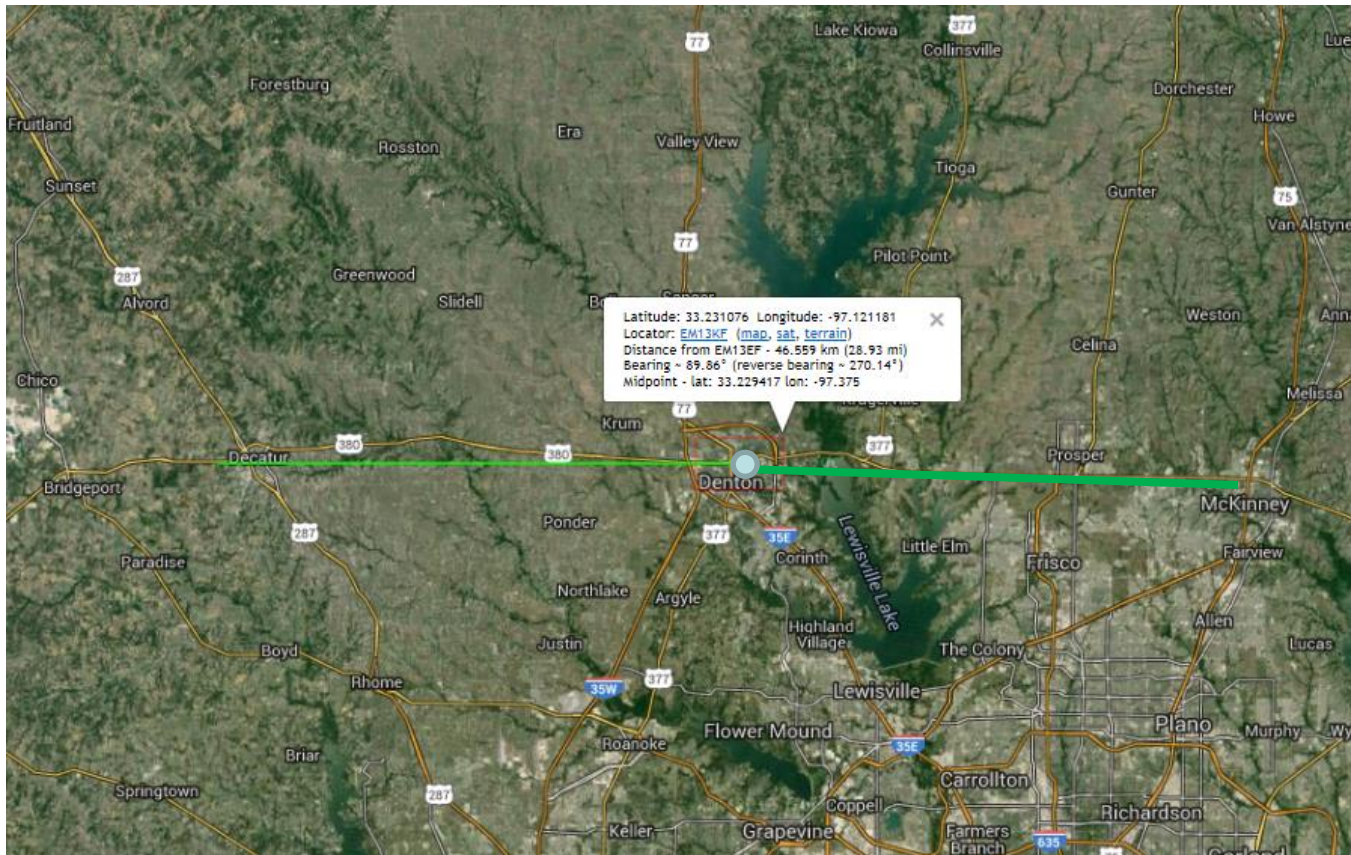 Lake Kiowa
377
Collinsville
77
Forestburg
Dorchester
Howe
Fruitland
Era
Valley View
Rosston
Tioga
Sunset
Gunter
75
Van Alstyne
77
Pilot Point
287
Greenwood
Alvord
Slidell
Weston
Latitude: 33.231076 Longitude: -97.121181
Locator: EM13KF (map, sat, terrain)
Distance from EM13EF - 46.559 km (28.93 mi)
Bearing ~ 89.86° (reverse bearing ~ 270.14°)
Midpoint - lat: 33.229417 lon: -97.375
Celina
Chico
Melissa
77
Krum
380
380
377
Decatur
Prosper
Bridgeport
Denton
McKinney
287
Ponder
377
35E
Corinth
Lewisville Lake
Little Elm
Frisco
Fairview
Paradise
Northlake
Argyle
Allen
Highland
Village
Boyd
Justin
The Colony
Lucas
Rhome
35W
377
Lewisville
Flower Mound
Plano
Murphy
Roanoke
35E
Briar
Springtown
287
Carrollton
Coppell
Richardson
Keller
Grapevine
Farmers
Branch
635